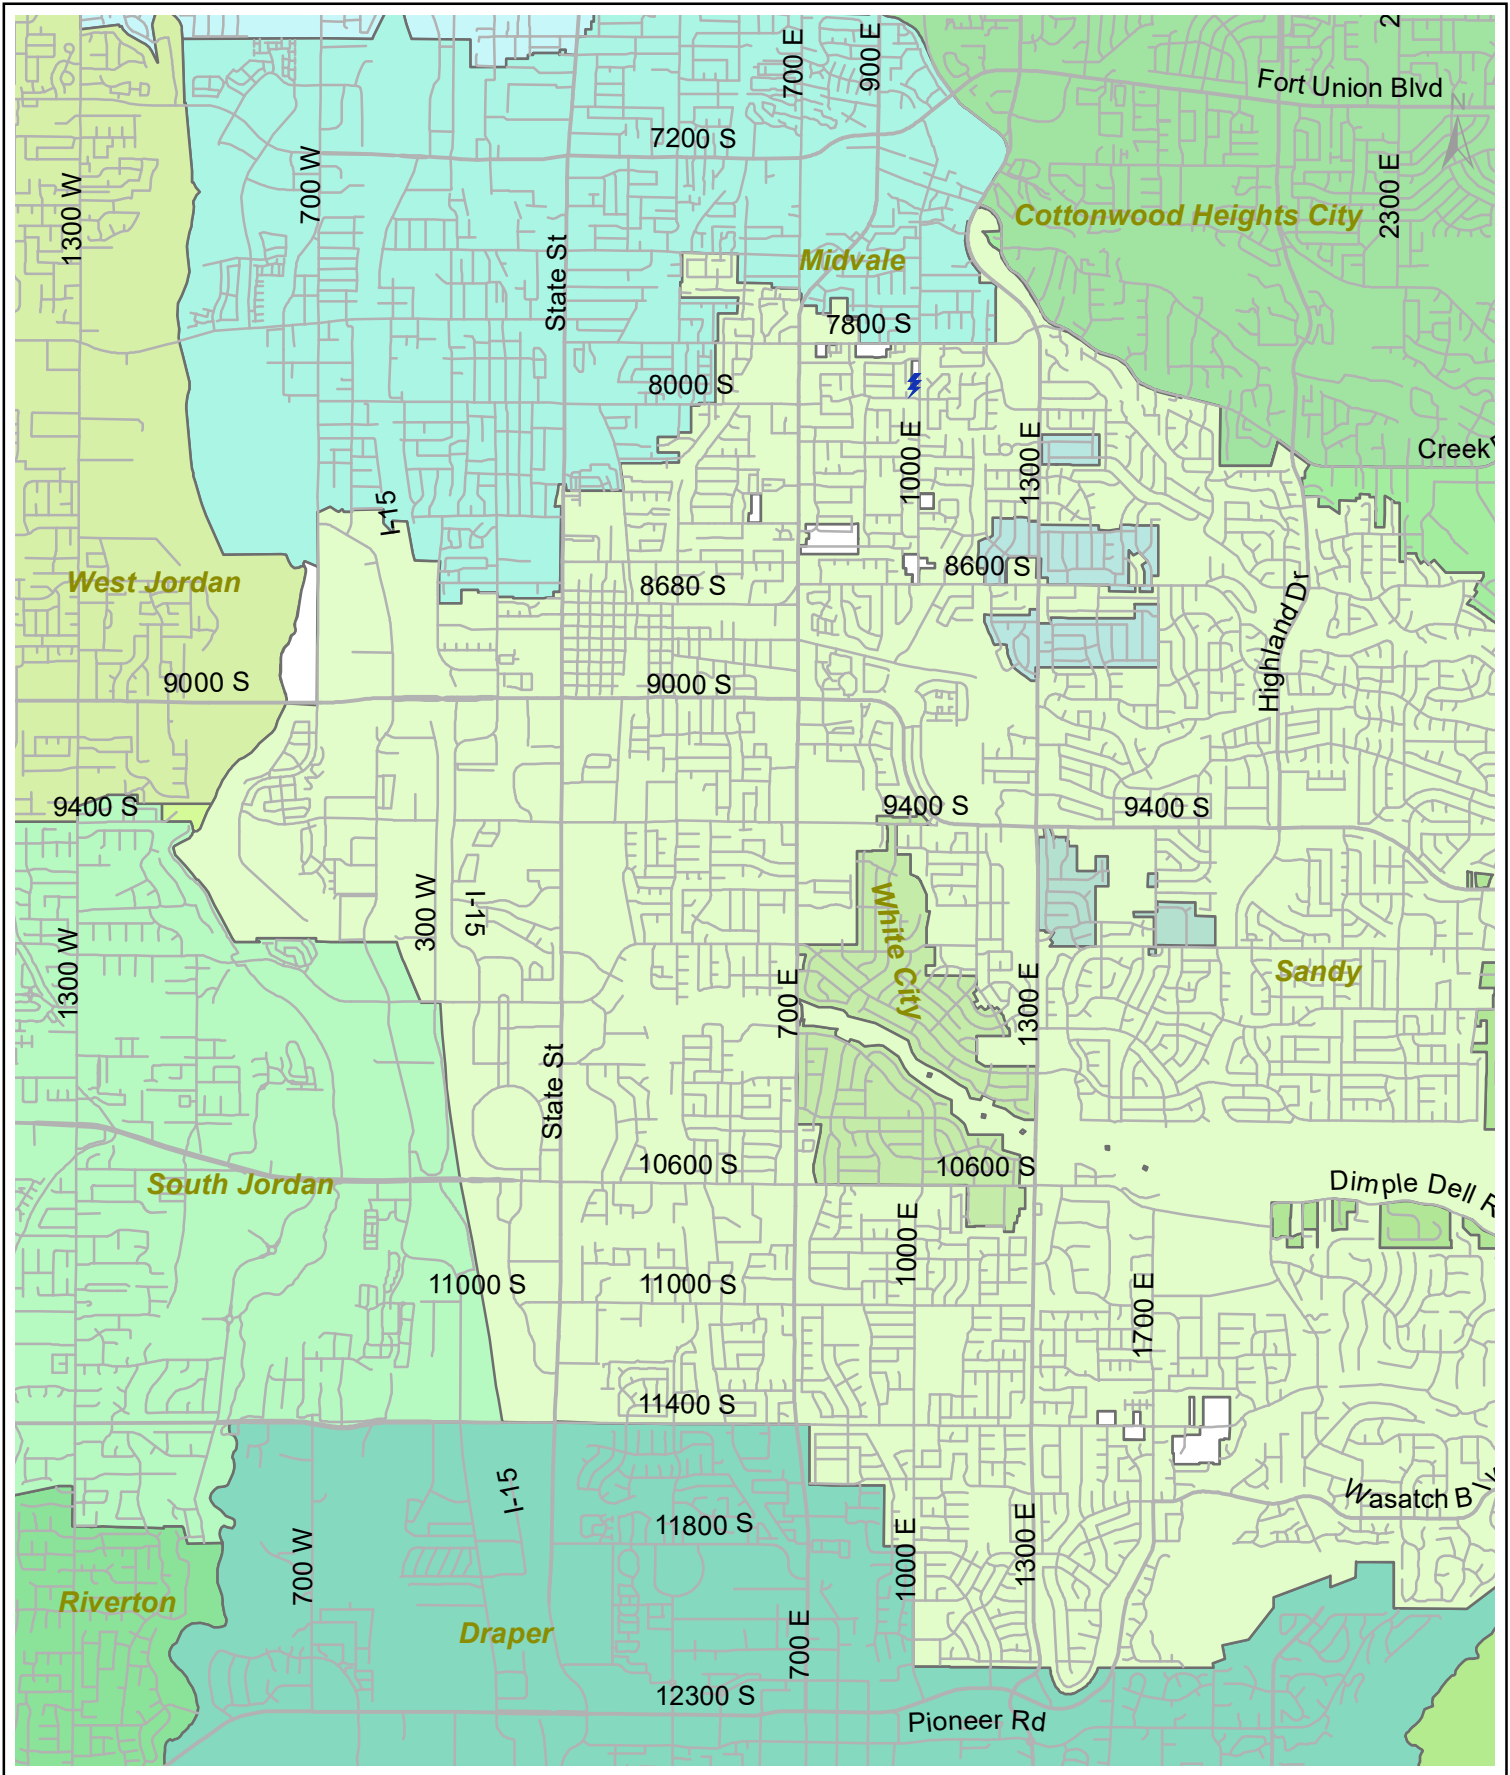 2
700 E
900 E
Fort Union Blvd
N
7200 S
700 W
1300 W
2300 E
Cottonwood Heights City
State St
Midvale
7800 S
8000 S
1000 E
1300 E
Creek
I-15
West Jordan
8680 S
8600 S
Highland Dr
9000 S
9000 S
9400 S
9400 S
9400 S
300 W
I-15
White City
1300 W
700 E
1300 E
Sandy
State St
10600 S
10600 S
South Jordan
Dimple Dell R
1000 E
11000 S
11000 S
1700 E
11400 S
I-15
11800 S
Wasatch B
700 W
1000 E
1300 E
Riverton
Draper
700 E
12300 S
Pioneer Rd